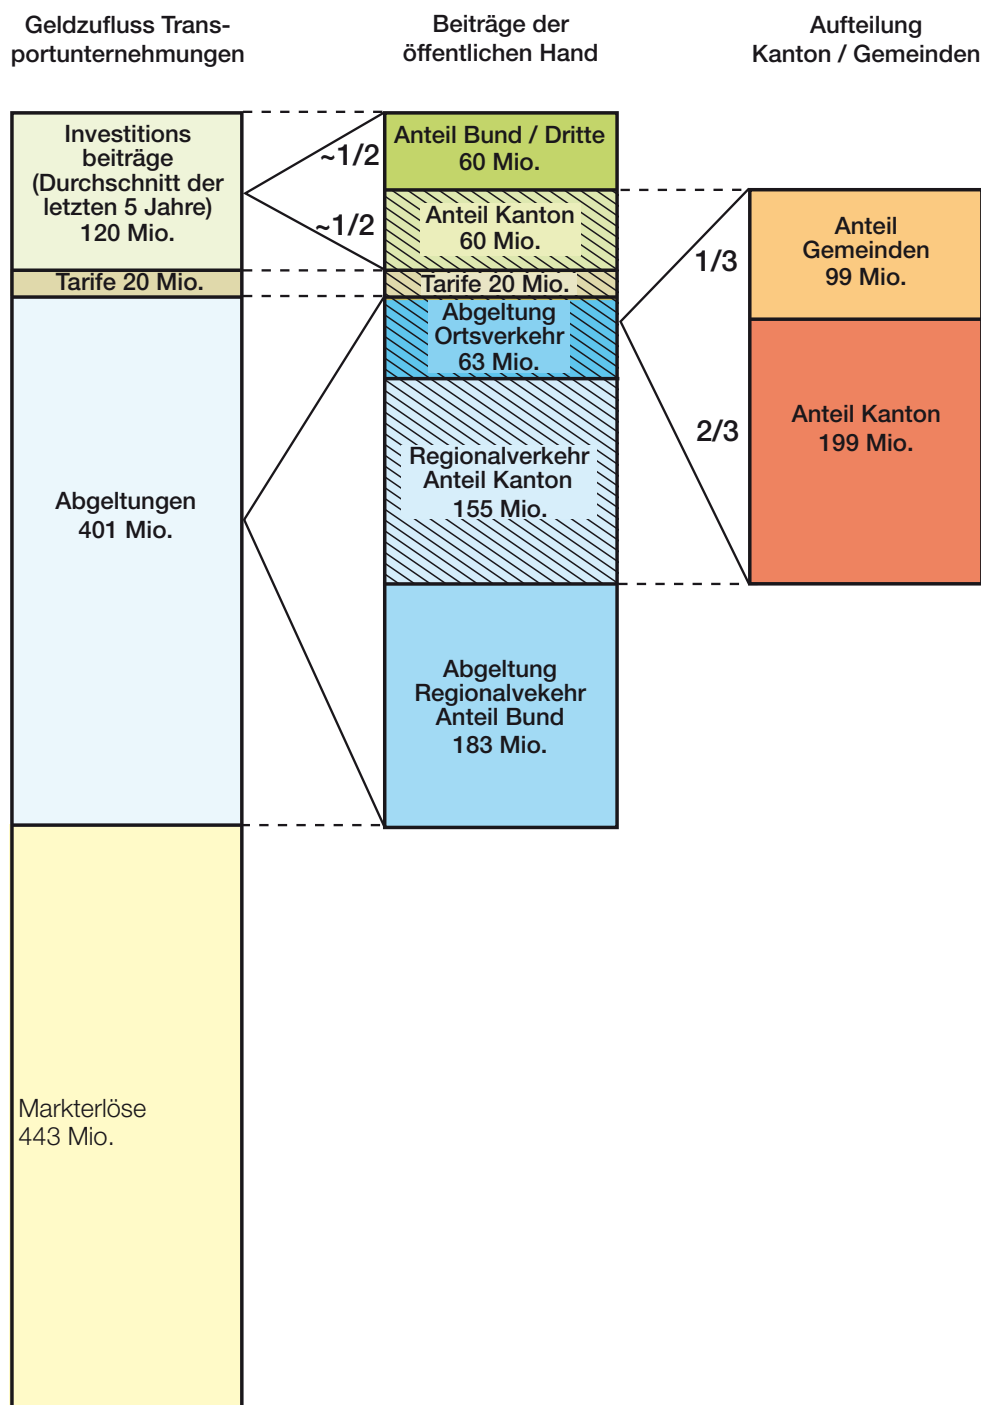 Geldzufluss Trans-
portunternehmungen
Beiträge der
öffentlichen Hand
Aufteilung
Kanton / Gemeinden
Investitions
beiträge
(Durchschnitt der
letzten 5 Jahre)
120 Mio.
Tarife 20 Mio.
Abgeltungen
401 Mio.
Markterlöse
443 Mio.
~1/2
~1/2
Anteil Bund / Dritte
60 Mio.
Anteil Kanton
60 Mio.
Tarife 20 Mio.
Abgeltung
Ortsverkehr
63 Mio.
Regionalverkehr
Anteil Kanton
155 Mio.
Abgeltung
Regionalvekehr
Anteil Bund
183 Mio.
1/3
2/3
Anteil
Gemeinden
99 Mio.
Anteil Kanton
199 Mio.